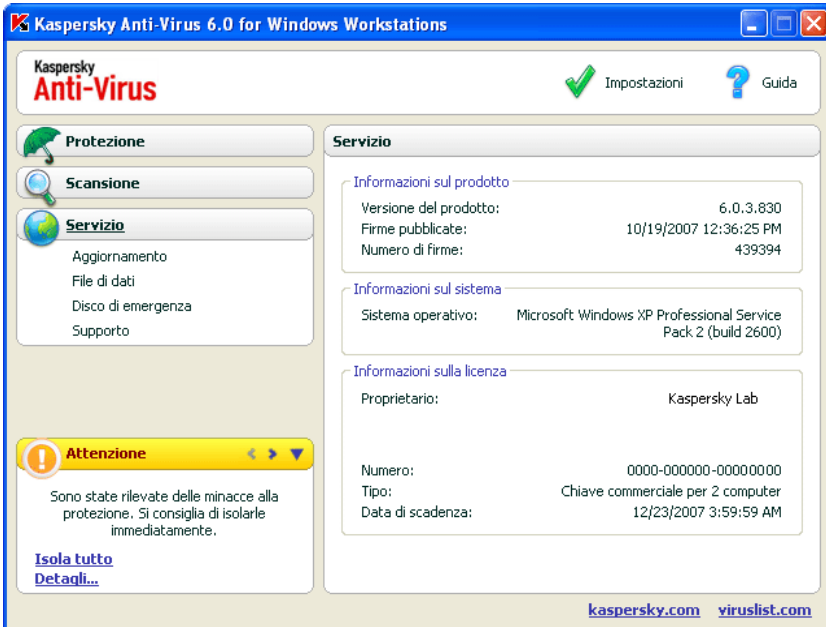 Kaspersky Anti-Virus 6.0 for Windows Workstations
Kaspersky
Anti-Virus
Impostazioni
Guida
Protezione
Scansione
Servizio
Aggiornamento
File di dati
Disco di emergenza
Supporto
Attenzione
Sono state rilevate delle minacce alla
protezione. Si consiglia di isolarle
immediatamente.
Isola tutto
Detagli...
Servizio
Informazioni sul prodotto
Versione del prodotto: 6.0.3.830
Firme pubblicate: 10/19/2007 12:36:25 PM
Numero di firme: 439394
Informazioni sul sistema
Sistema operativo: Microsoft Windows XP Professional Service
Pack 2 (build 2600)
Informazioni sulla licenza
Proprietario: Kaspersky Lab
Numero: 0000-000000-00000000
Tipo: Chiave commerciale per 2 computer
Data di scadenza: 12/23/2007 3:59:59 AM
kaspersky.com viruslist.com